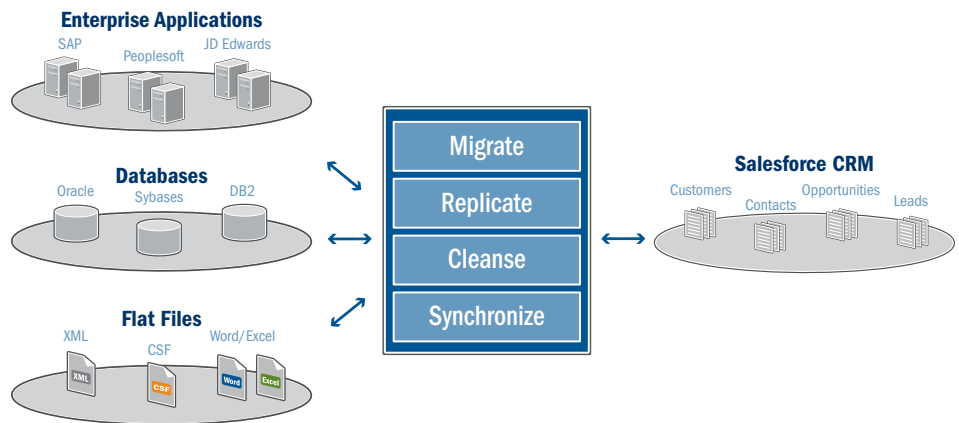 Enterprise Applications
SAP
Peoplesoft
JD Edwards
Databases
Oracle
Sybases
DB2
Flat Files
XML
CSF
Word/Excel
XML
CSF
Word
Excel
Migrate
Replicate
Cleanse
Synchronize
Salesforce CRM
Customers
Contacts
Opportunities
Leads